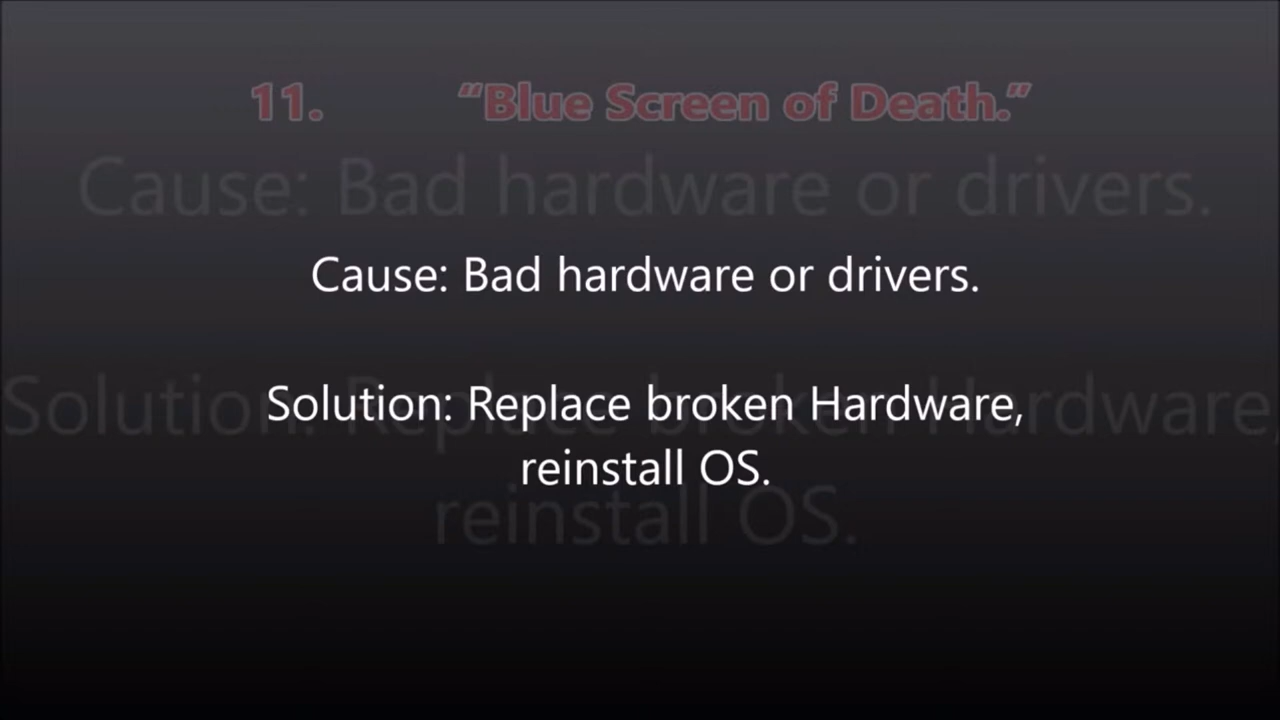 11. “Blue Screen of Death.”
Cause: Bad hardware or drivers.
Cause: Bad hardware or drivers.
Solution: Replace broken Hardware,
Solution: Replace broken Hardware,
reinstall OS.
reinstall OS.